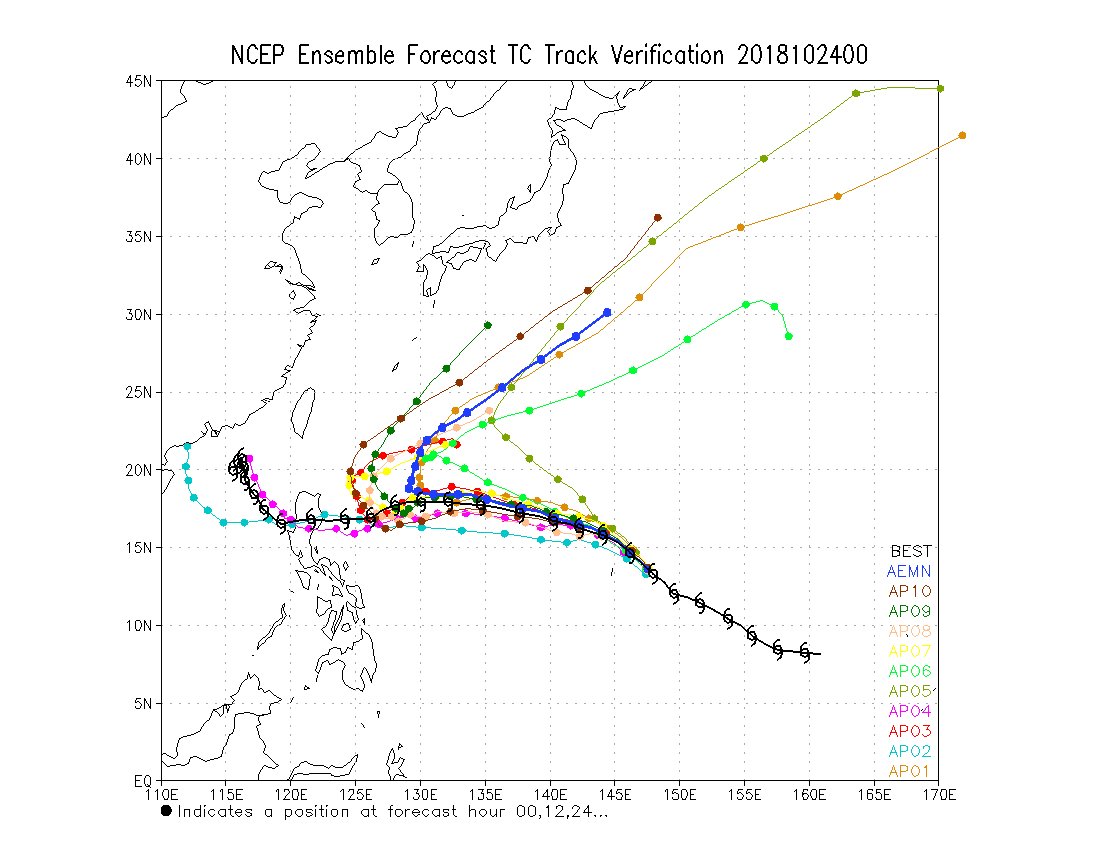 NCEP Ensemble Forecast TC Track Verification 2018102400
45N
40N
35N
30N
25N
20N
15N
10N
5N
EQ
BEST
AEMN
AP10
AP09
AP08
AP07
AP06
AP05
AP04
AP03
AP02
AP01
110E 115E 120E 125E 130E 135E 140E 145E 150E 155E 160E 165E 170E
Indicates a position at forecast hour 00,12,24...